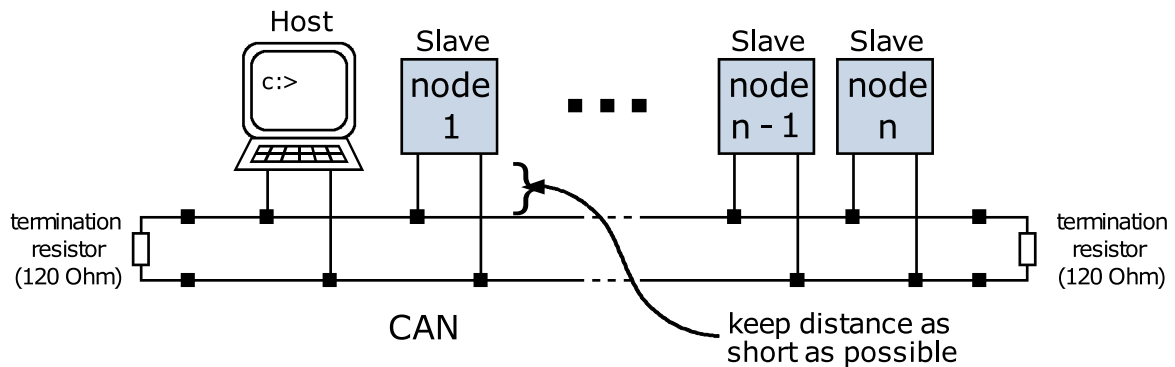 Host
c:>
Slave
node
1
Slave
node
n - 1
Slave
node
n
termination
resistor
(120 Ohm)
termination
resistor
(120 Ohm)
CAN
keep distance as
short as possible